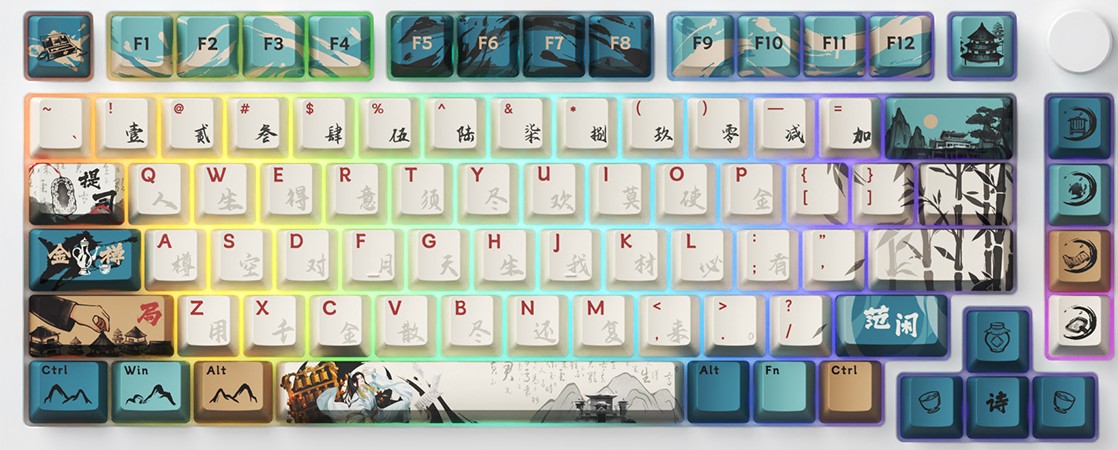 F1 F2 F3 F4 F5 F6 F7 F8 F9 F10 F11 F12
~ 、 ! 壹 @ 贰 # 叁 $ 肆 % 伍 ^ 陆 & 柒 * 捌 ( 玖 ) 零 — 减 = 加
提司 Q 人 W 生 E 得 R 意 T 须 Y 尽 U 欢 I 莫 O 使 P 金 { [ } ]
金樽 A 樽 S 空 D 对 F 月 G 天 H 生 J 我 K 材 L 必 : ; 有 " ,
局 Z 用 X 千 C 金 V 散 B 尽 N 还 M 复 < , 来 > . 。 ? / 范闲
Ctrl Win Alt Alt Fn Ctrl 诗